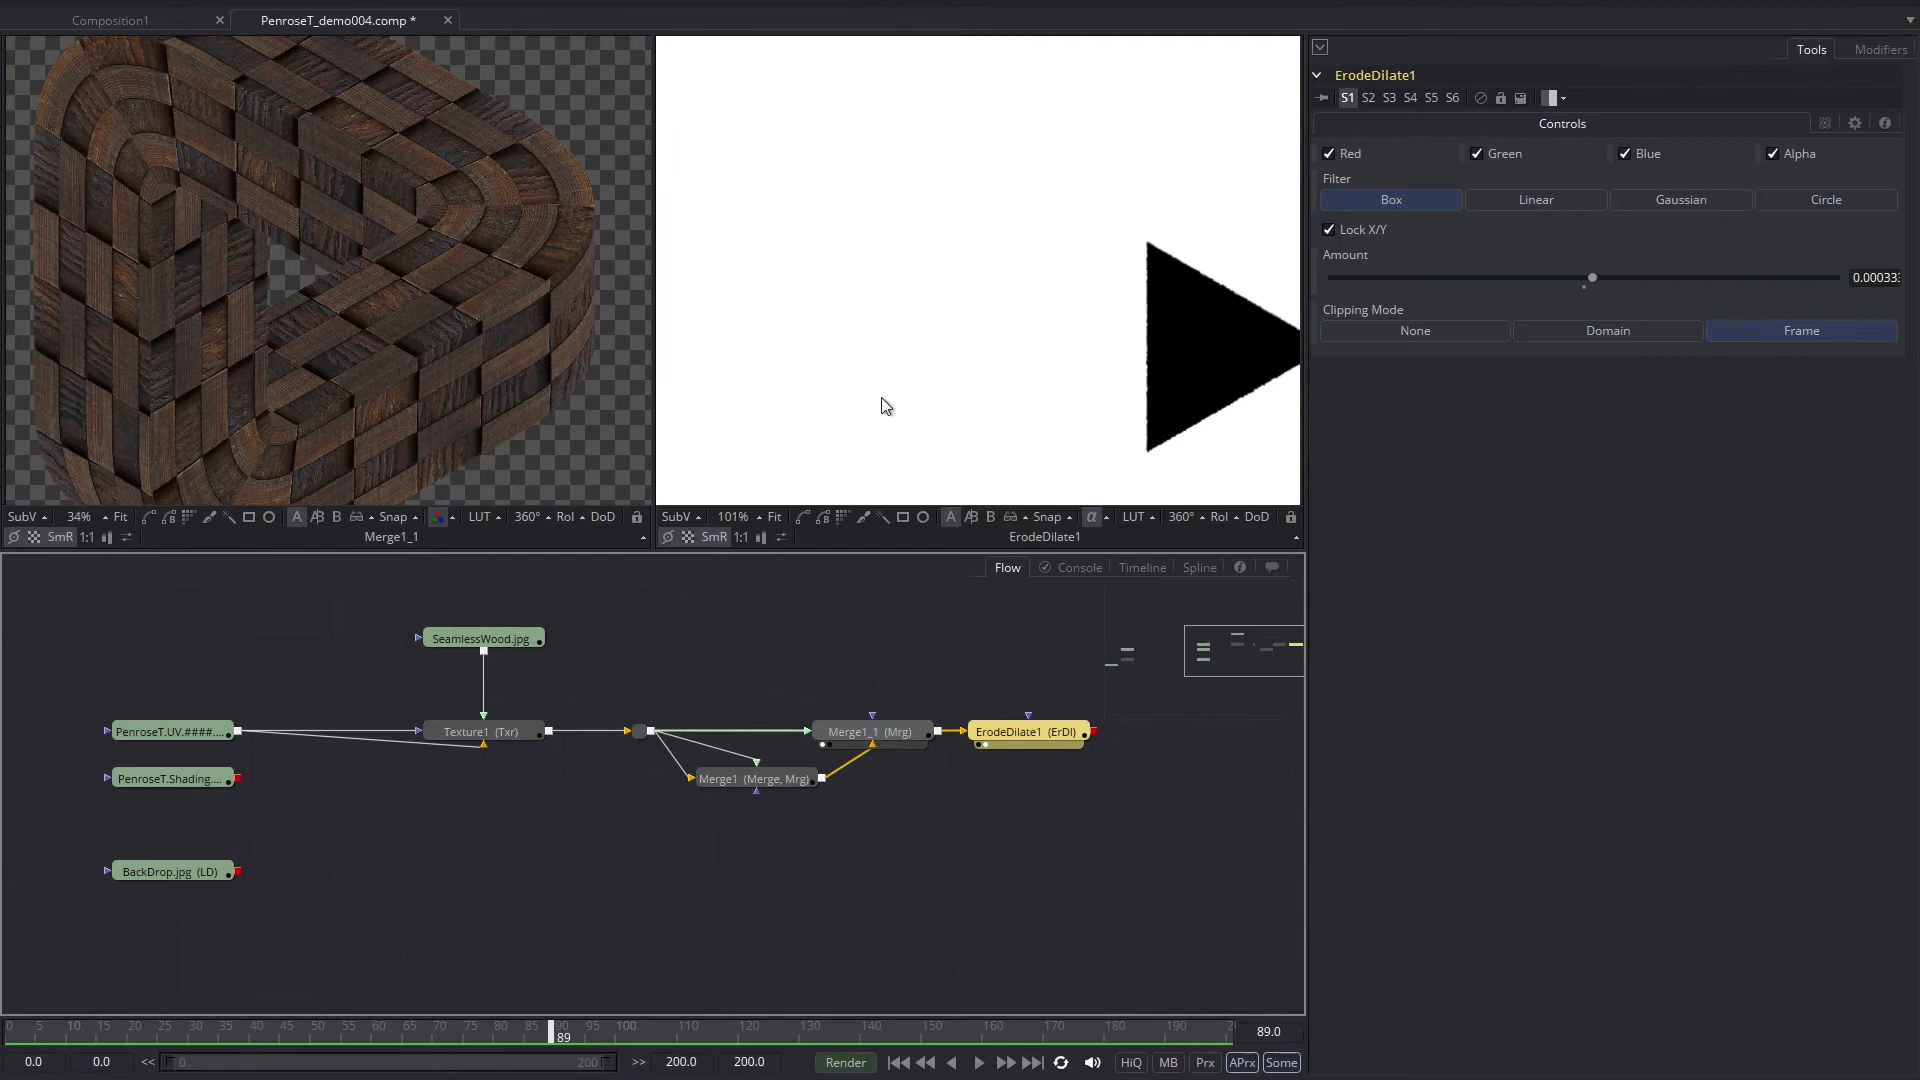 Composition1
PenroseT_demo004.comp *
Tools
Modifiers
ErodeDilate1
S1 S2 S3 S4 S5 S6
Controls
Red Green Blue Alpha
Filter
Box Linear Gaussian Circle
Lock X/Y
Amount
0.00033
Clipping Mode
None Domain Frame
SubV 34% Fit A B Snap LUT 360° RoI DoD
SmR 1:1 Merge1_1
SubV 101% Fit A B Snap α LUT 360° RoI DoD
SmR 1:1 ErodeDilate1
Flow Console Timeline Spline
SeamlessWood.jpg
PenroseT.UV.####....
Texture1 (Txr)
Merge1_1 (Mrg)
ErodeDilate1 (ErDl)
PenroseT.Shading....
Merge1 (Merge, Mrg)
BackDrop.jpg (LD)
0 5 10 15 20 25 30 35 40 45 50 55 60 65 70 75 80 85 90 95 100 110 120 130 140 150 160 170 180 190
89
89.0
0.0 0.0 << 0 200 >> 200.0 200.0 Render HiQ MB Prx APrx Some